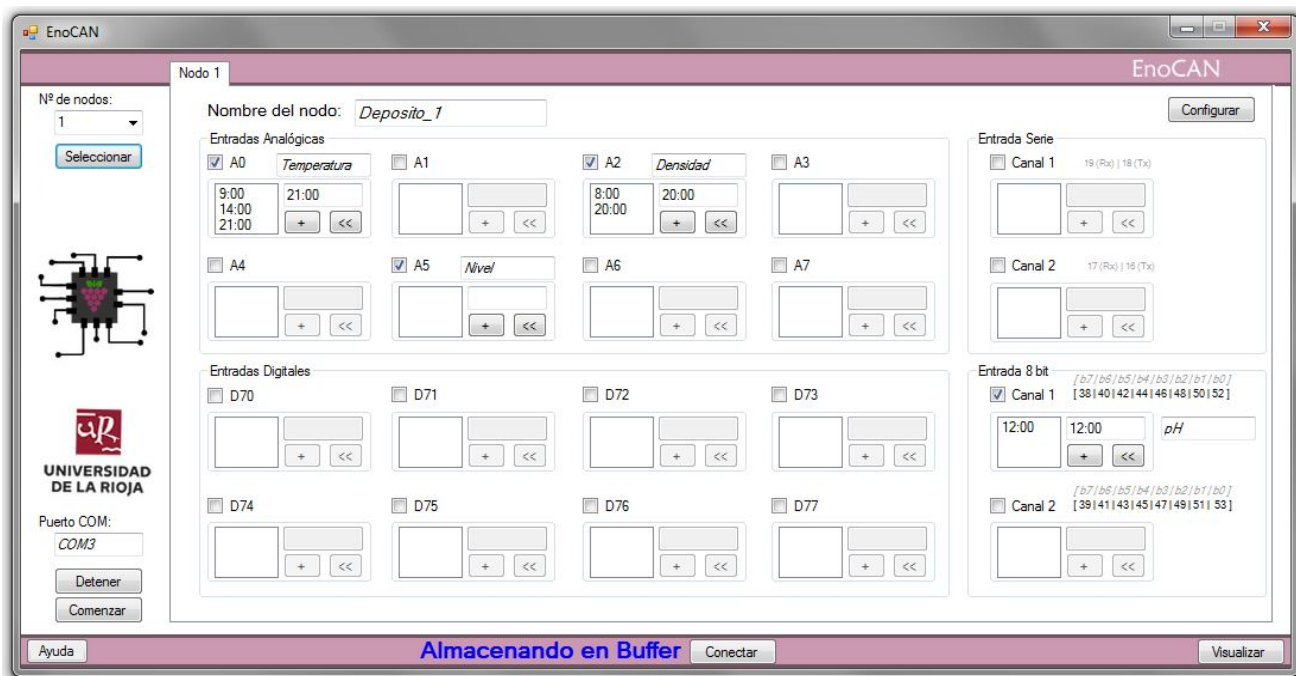 EnoCAN
Nodo 1
EnoCAN
Nº de nodos:
1
Seleccionar
UNIVERSIDAD
DE LA RIOJA
Puerto COM:
COM3
Detener
Comenzar
Nombre del nodo: Deposito_1
Configurar
Entradas Analógicas
A0 Temperatura
9:00
14:00
21:00
21:00
+ <<
A1
+ <<
A2 Densidad
8:00
20:00
20:00
+ <<
A3
+ <<
A4
+ <<
A5 Nivel
+ <<
A6
+ <<
A7
+ <<
Entrada Serie
Canal 1 19 (Rx) | 18 (Tx)
+ <<
Canal 2 17 (Rx) | 16 (Tx)
+ <<
Entradas Digitales
D70
+ <<
D71
+ <<
D72
+ <<
D73
+ <<
D74
+ <<
D75
+ <<
D76
+ <<
D77
+ <<
Entrada 8 bit
[b7|b6|b5|b4|b3|b2|b1|b0]
Canal 1 [38|40|42|44|46|48|50|52]
12:00 12:00 pH
+ <<
[b7|b6|b5|b4|b3|b2|b1|b0]
Canal 2 [39|41|43|45|47|49|51| 53]
+ <<
Ayuda
Almacenando en Buffer
Conectar
Visualizar